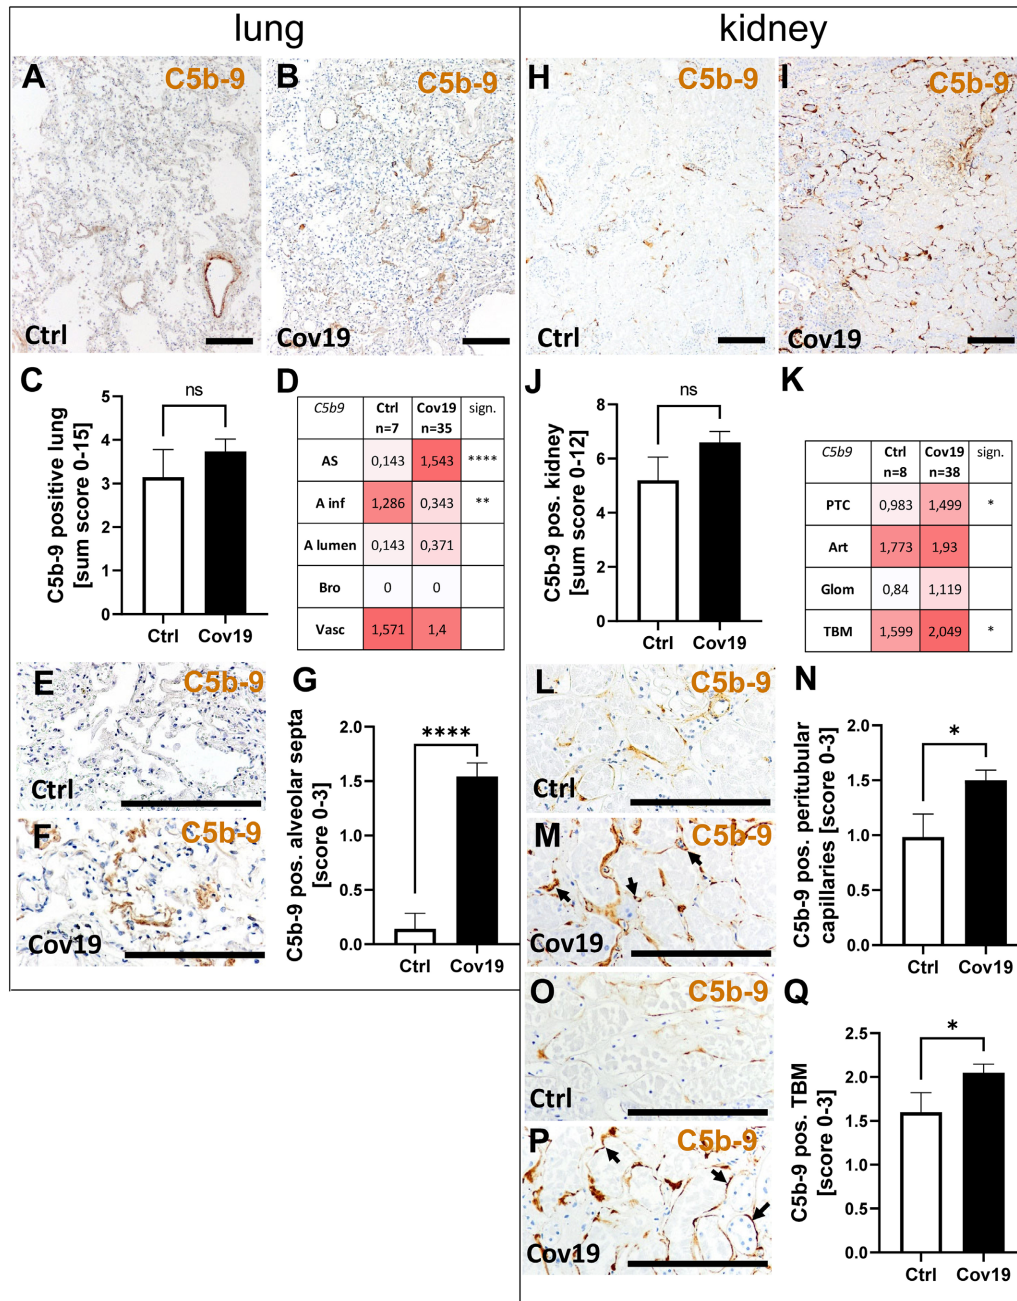 lung
kidney
A
C5b-9
Ctrl
B
C5b-9
Cov19
H
C5b-9
Ctrl
I
C5b-9
Cov19
C
C5b-9 positive lung
[sum score 0-15]
5
4
3
2
1
0
ns
Ctrl
Cov19
D
C5b9 Ctrl n=7 Cov19 n=35 sign.
AS 0,143 1,543 ****
A inf 1,286 0,343 **
A lumen 0,143 0,371
Bro 0 0
Vasc 1,571 1,4
J
C5b-9 pos. kidney
[sum score 0-12]
8
6
4
2
0
ns
Ctrl
Cov19
K
C5b9 Ctrl n=8 Cov19 n=38 sign.
PTC 0,983 1,499 *
Art 1,773 1,93
Glom 0,84 1,119
TBM 1,599 2,049 *
E
C5b-9
Ctrl
F
C5b-9
Cov19
G
C5b-9 pos. alveolar septa
[score 0-3]
2.0
1.5
1.0
0.5
0.0
****
Ctrl
Cov19
L
C5b-9
Ctrl
M
C5b-9
Cov19
N
C5b-9 pos. peritubular
capillaries [score 0-3]
2.0
1.5
1.0
0.5
0.0
*
Ctrl
Cov19
O
C5b-9
Ctrl
P
C5b-9
Cov19
Q
C5b-9 pos. TBM
[score 0-3]
2.5
2.0
1.5
1.0
0.5
0.0
*
Ctrl
Cov19